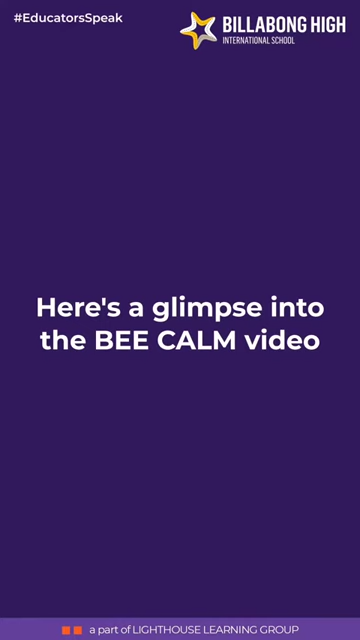 #EducatorsSpeak
BILLABONG HIGH
INTERNATIONAL SCHOOL
Here's a glimpse into
the BEE CALM video
a part of LIGHTHOUSE LEARNING GROUP